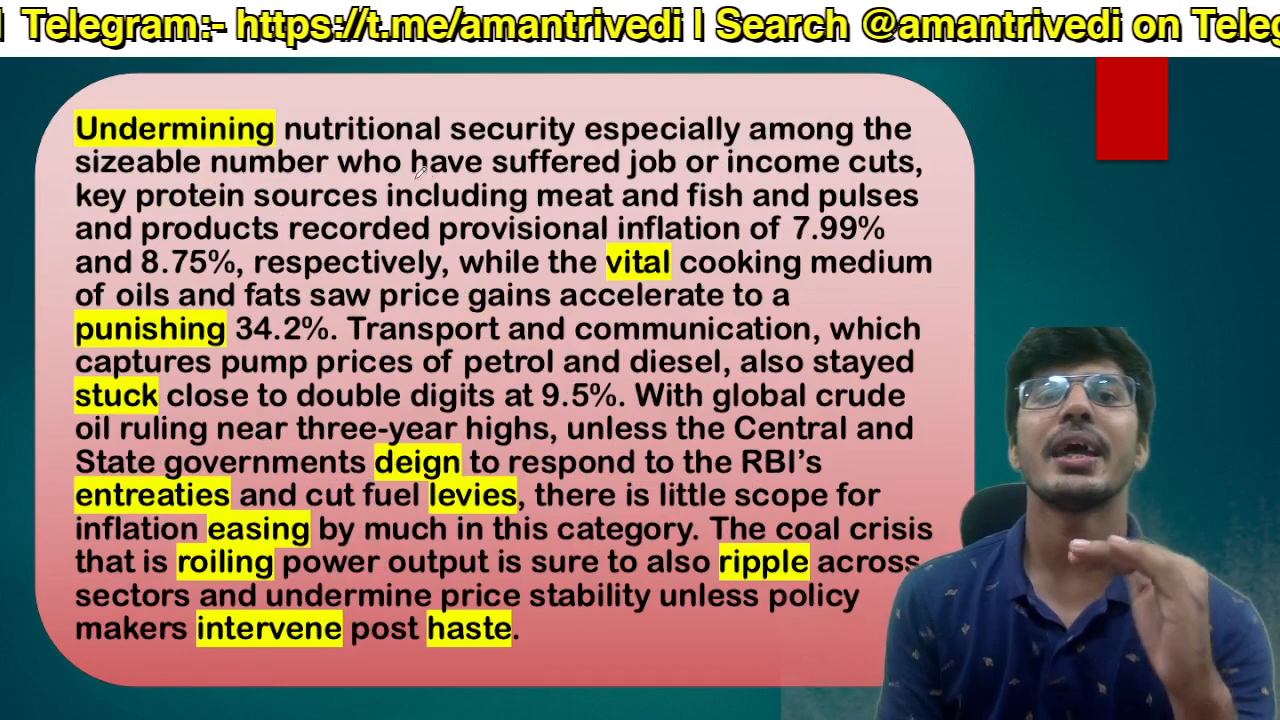 Telegram:- https://t.me/amantrivedi l Search @amantrivedi on Teleg
Undermining nutritional security especially among the
sizeable number who have suffered job or income cuts,
key protein sources including meat and fish and pulses
and products recorded provisional inflation of 7.99%
and 8.75%, respectively, while the vital cooking medium
of oils and fats saw price gains accelerate to a
punishing 34.2%. Transport and communication, which
captures pump prices of petrol and diesel, also stayed
stuck close to double digits at 9.5%. With global crude
oil ruling near three-year highs, unless the Central and
State governments deign to respond to the RBI’s
entreaties and cut fuel levies, there is little scope for
inflation easing by much in this category. The coal crisis
that is roiling power output is sure to also ripple across
sectors and undermine price stability unless policy
makers intervene post haste.